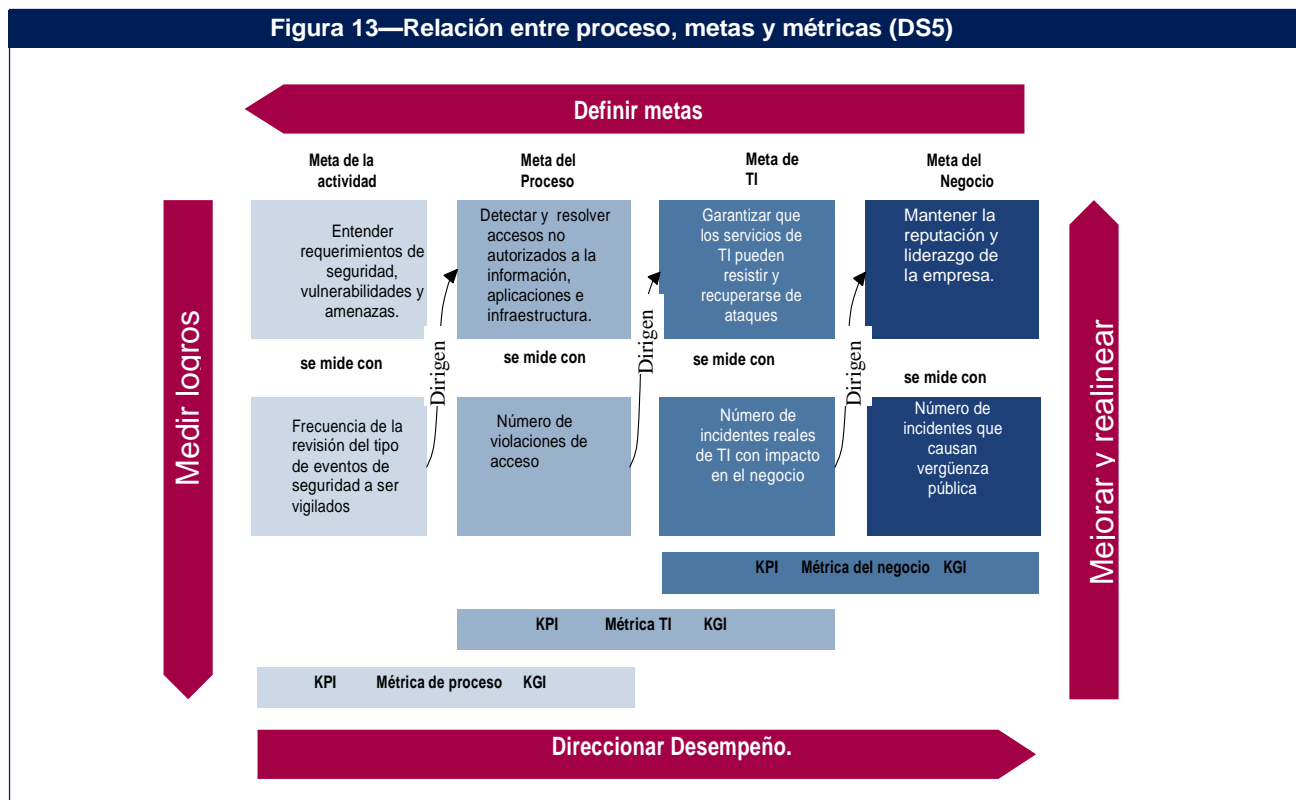 Figura 13—Relación entre proceso, metas y métricas (DS5)
Definir metas
Meta de la
actividad
Meta del
Proceso
Meta de
TI
Meta del
Negocio
Medir logros
Entender
requerimientos de
seguridad,
vulnerabilidades y
amenazas.
Dirigen
Detectar y resolver
accesos no
autorizados a la
información,
aplicaciones e
infraestructura.
Dirigen
Garantizar que
los servicios de
TI pueden
resistir y
recuperarse de
ataques
Dirigen
Mantener la
reputación y
liderazgo de
la empresa.
Mejorar y realinear
se mide con
se mide con
se mide con
se mide con
Frecuencia de la
revisión del tipo
de eventos de
seguridad a ser
vigilados
Número de
violaciones de
acceso
Número de
incidentes reales
de TI con impacto
en el negocio
Número de
incidentes que
causan
vergüenza
pública
KPI Métrica del negocio KGI
KPI Métrica TI KGI
KPI Métrica de proceso KGI
Direccionar Desempeño.